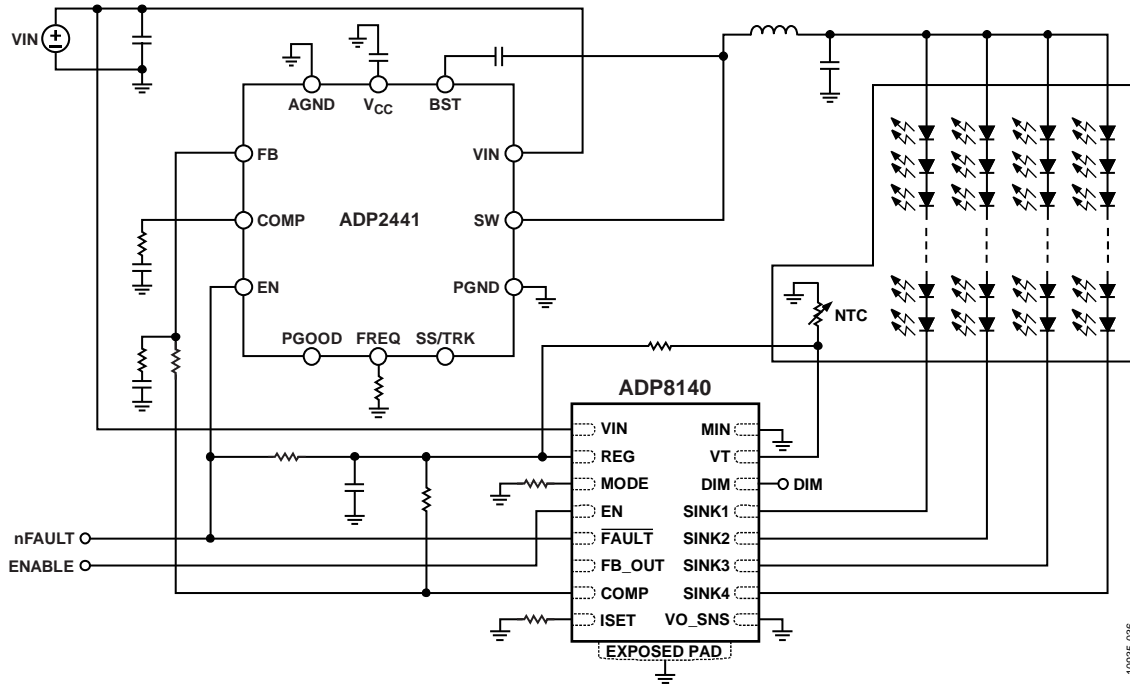 VIN
AGND
VCC
BST
FB
VIN
COMP
ADP2441
SW
EN
PGND
PGOOD
FREQ
SS/TRK
NTC
ADP8140
VIN
MIN
REG
VT
MODE
DIM
DIM
EN
SINK1
nFAULT
FAULT
SINK2
ENABLE
FB_OUT
SINK3
COMP
SINK4
ISET
VO_SNS
EXPOSED PAD